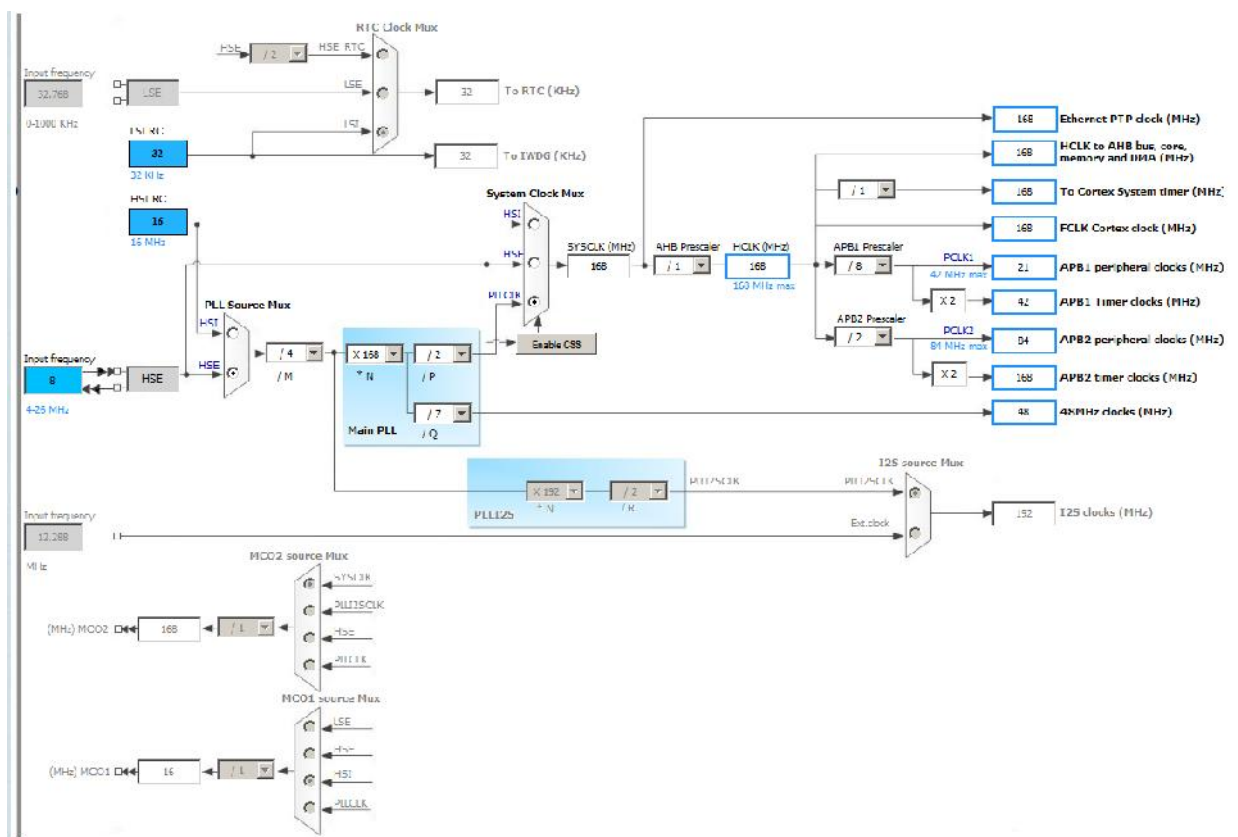 RTC Clock Mux
HSE
/ 2
HSE_RTC
Input frequency
32.768
LSE
LSE
32
To RTC (KHz)
0-1000 KHz
LSI RC
LSI
32
32 KHz
32
To IWDG (KHz)
168
Ethernet PTP clock (MHz)
168
HCLK to AHB bus, core,
memory and DMA (MHz)
/ 1
168
To Cortex System timer (MHz)
168
FCLK Cortex clock (MHz)
HSI RC
16
16 MHz
System Clock Mux
HSI
HSE
PLLCLK
SYSCLK (MHz)
168
AHB Prescaler
/ 1
HCLK (MHz)
168
168 MHz max
APB1 Prescaler
/ 8
PCLK1
42 MHz max
21
APB1 peripheral clocks (MHz)
X 2
42
APB1 Timer clocks (MHz)
APB2 Prescaler
/ 2
PCLK2
84 MHz max
84
APB2 peripheral clocks (MHz)
X 2
168
APB2 timer clocks (MHz)
48
48MHz clocks (MHz)
Enable CSS
PLL Source Mux
HSI
HSE
Input frequency
8
HSE
4-26 MHz
/ 4
/ M
X 168
* N
/ 2
/ P
/ 7
/ Q
Main PLL
X 192
* N
/ 2
/ R
PLLI2S
PLLI2SCLK
I2S source Mux
PLLI2SCLK
Ext.clock
192
I2S clocks (MHz)
Input frequency
12.288
MHz
MCO2 source Mux
SYSCLK
PLLI2SCLK
HSE
PLLCLK
(MHz) MCO2
168
/ 1
MCO1 source Mux
LSE
HSE
HSI
PLLCLK
(MHz) MCO1
16
/ 1